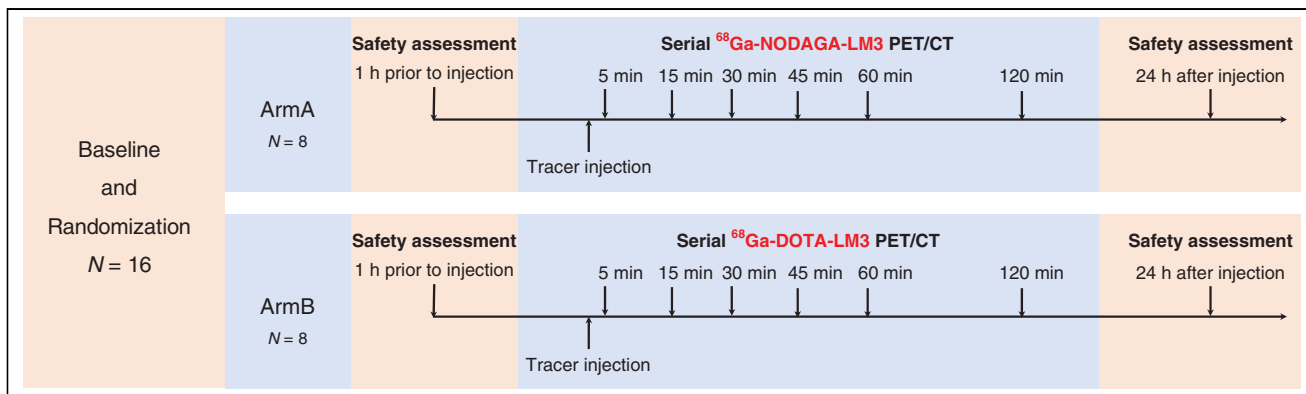 Baseline
and
Randomization
N = 16
ArmA
N = 8
Safety assessment
1 h prior to injection
Serial ⁶⁸Ga-NODAGA-LM3 PET/CT
5 min 15 min 30 min 45 min 60 min 120 min
Tracer injection
Safety assessment
24 h after injection
ArmB
N = 8
Safety assessment
1 h prior to injection
Serial ⁶⁸Ga-DOTA-LM3 PET/CT
5 min 15 min 30 min 45 min 60 min 120 min
Tracer injection
Safety assessment
24 h after injection